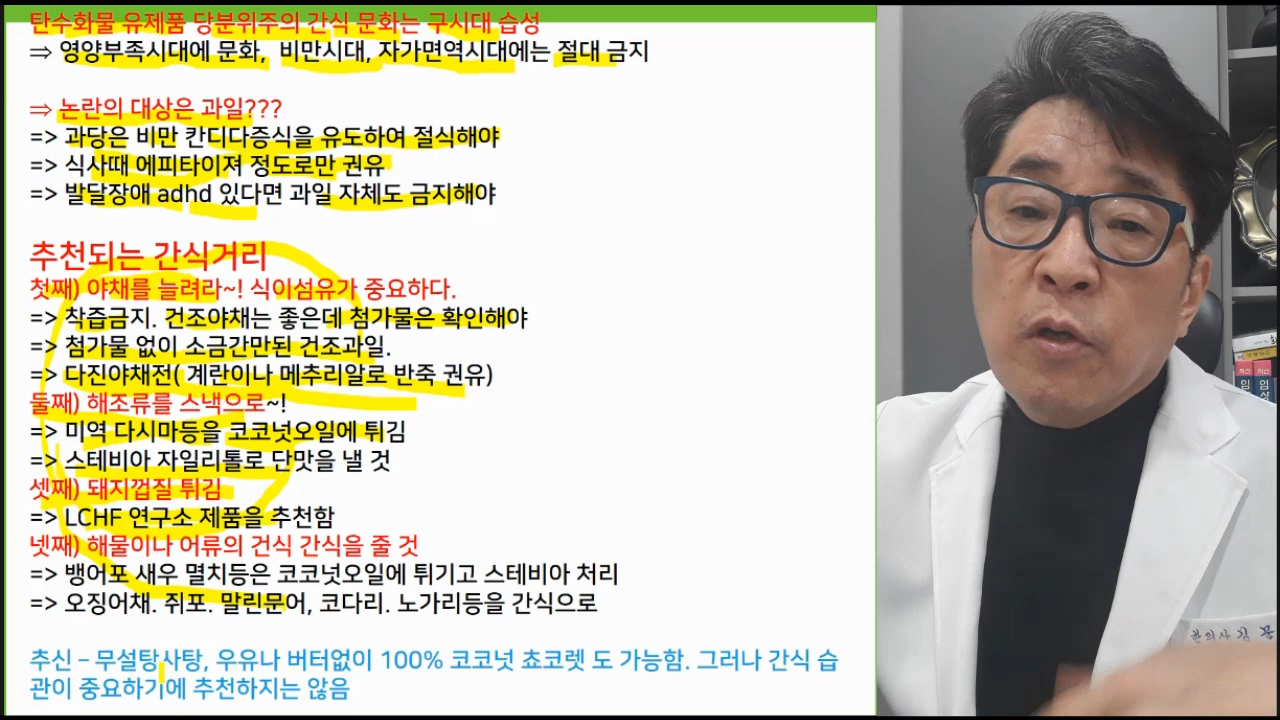 탄수화물 유제품 당분위주의 간식 문화는 구시대 습성
⇒ 영양부족시대에 문화, 비만시대, 자가면역시대에는 절대 금지
⇒ 논란의 대상은 과일???
=> 과당은 비만 칸디다증식을 유도하여 절식해야
=> 식사때 에피타이져 정도로만 권유
=> 발달장애 adhd 있다면 과일 자체도 금지해야
추천되는 간식거리
첫째) 야채를 늘려라~! 식이섬유가 중요하다.
=> 착즙금지. 건조야채는 좋은데 첨가물은 확인해야
=> 첨가물 없이 소금간만된 건조과일.
=> 다진야채전( 계란이나 메추리알로 반죽 권유)
둘째) 해조류를 스낵으로~!
=> 미역 다시마등을 코코넛오일에 튀김
=> 스테비아 자일리톨로 단맛을 낼 것
셋째) 돼지껍질 튀김
=> LCHF 연구소 제품을 추천함
넷째) 해물이나 어류의 건식 간식을 줄 것
=> 뱅어포 새우 멸치등은 코코넛오일에 튀기고 스테비아 처리
=> 오징어채. 쥐포. 말린문어, 코다리. 노가리등을 간식으로
추신 – 무설탕사탕, 우유나 버터없이 100% 코코넛 쵸코렛 도 가능함. 그러나 간식 습
관이 중요하기에 추천하지는 않음
한의사 김